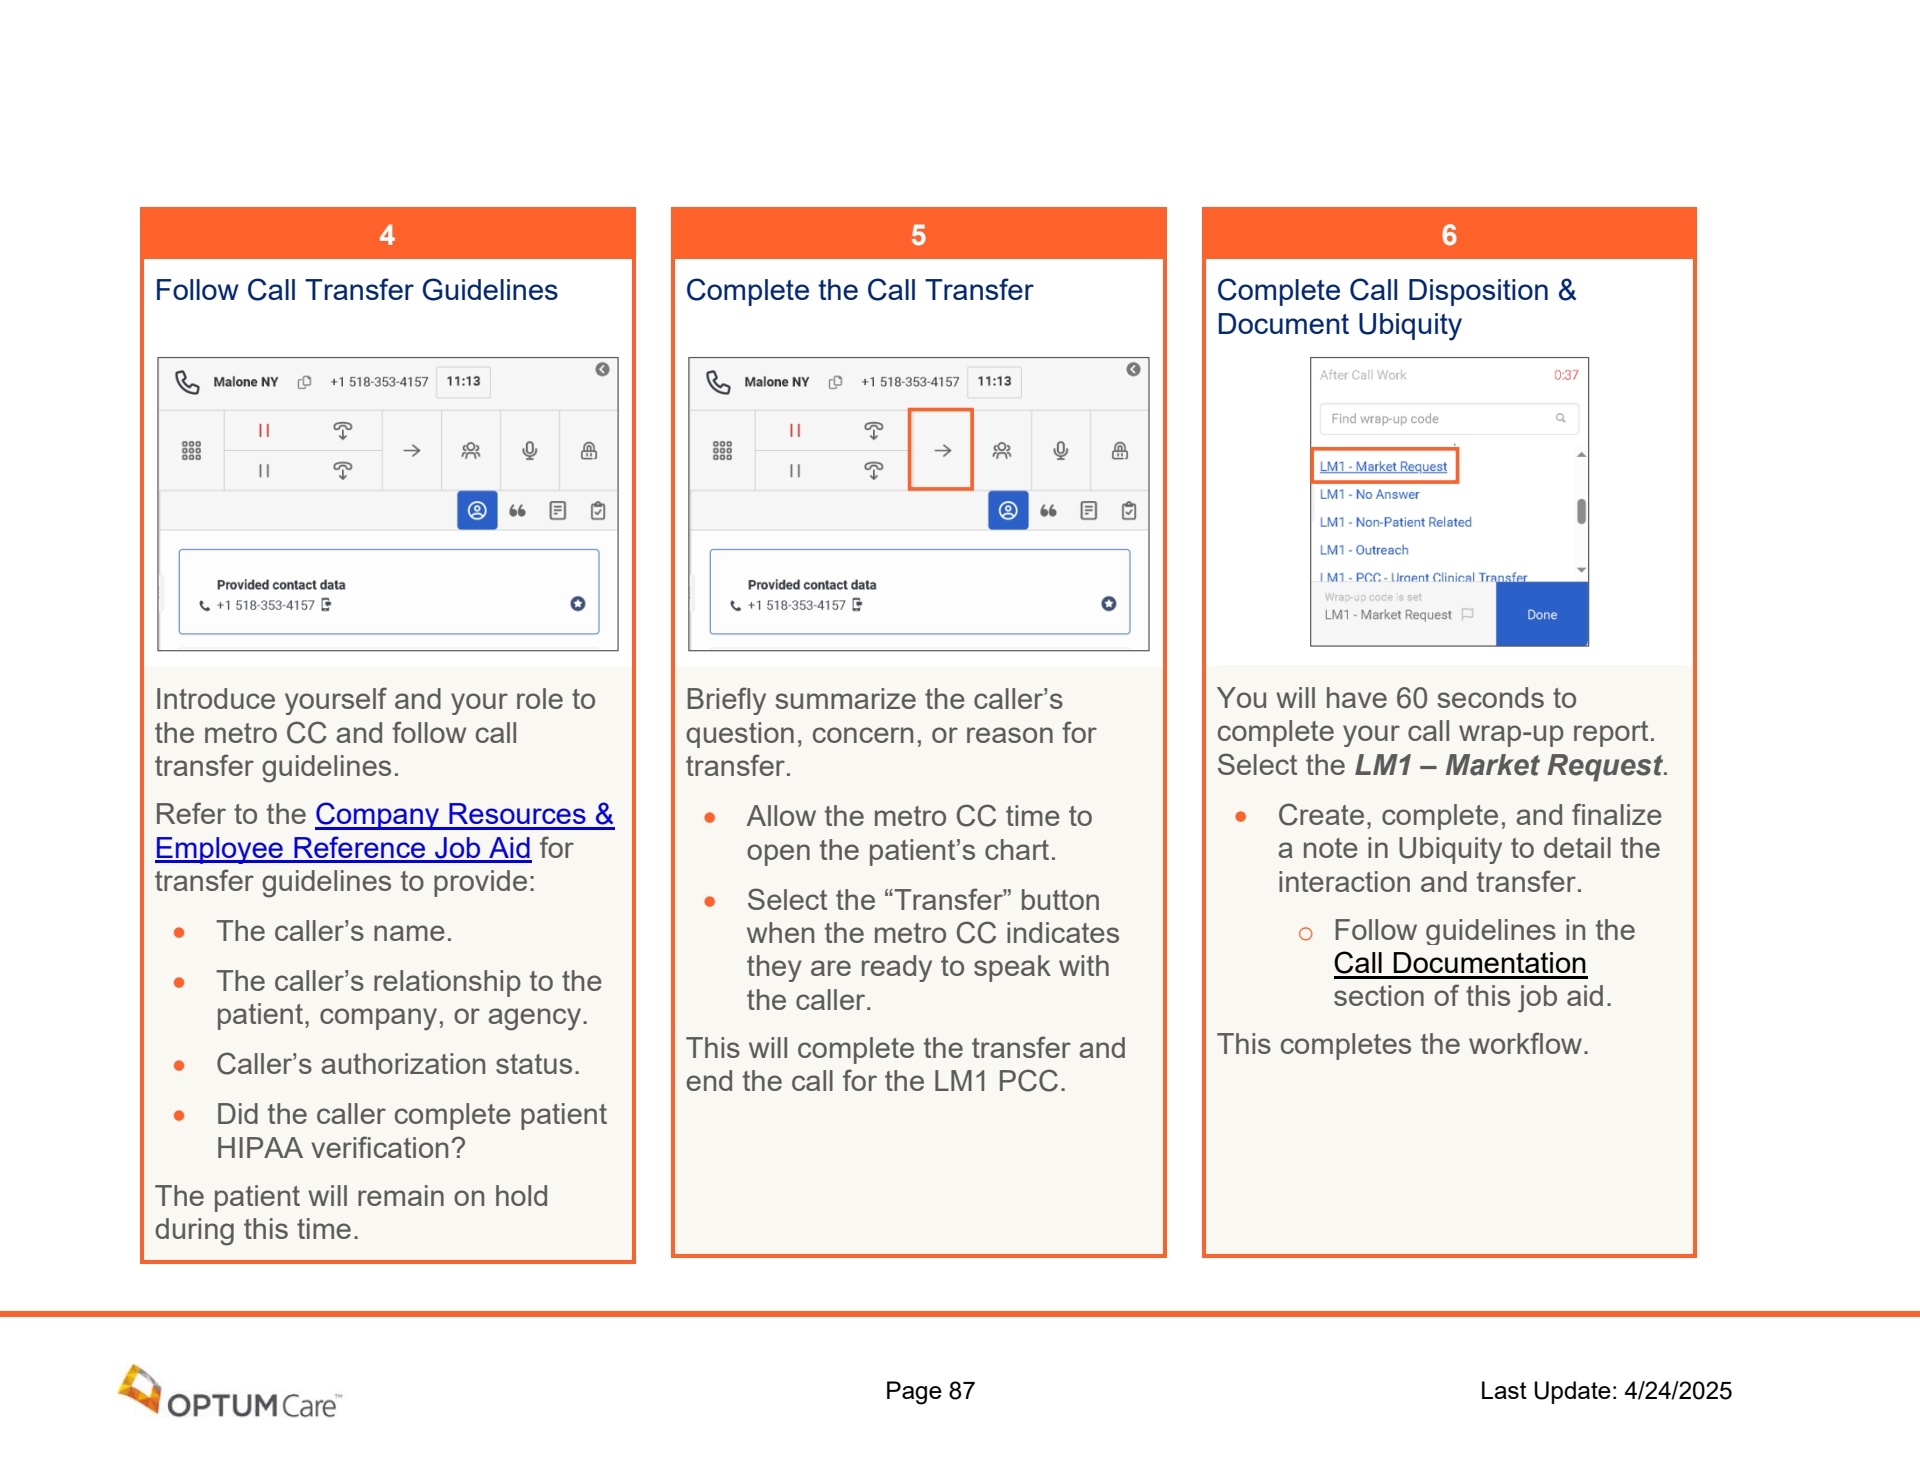 4
Follow Call Transfer Guidelines
Malone NY +1 518-353-4157 11:13
Provided contact data
+1 518-353-4157
Introduce yourself and your role to
the metro CC and follow call
transfer guidelines.
Refer to the Company Resources &
Employee Reference Job Aid for
transfer guidelines to provide:
• The caller’s name.
• The caller’s relationship to the
patient, company, or agency.
• Caller’s authorization status.
• Did the caller complete patient
HIPAA verification?
The patient will remain on hold
during this time.
5
Complete the Call Transfer
Malone NY +1 518-353-4157 11:13
Provided contact data
+1 518-353-4157
Briefly summarize the caller’s
question, concern, or reason for
transfer.
• Allow the metro CC time to
open the patient’s chart.
• Select the “Transfer” button
when the metro CC indicates
they are ready to speak with
the caller.
This will complete the transfer and
end the call for the LM1 PCC.
6
Complete Call Disposition &
Document Ubiquity
After Call Work 0:37
Find wrap-up code
LM1 - Market Request
LM1 - No Answer
LM1 - Non-Patient Related
LM1 - Outreach
LM1 - PCC - Urgent Clinical Transfer
Wrap-up code is set
LM1 - Market Request
Done
You will have 60 seconds to
complete your call wrap-up report.
Select the LM1 – Market Request.
• Create, complete, and finalize
a note in Ubiquity to detail the
interaction and transfer.
o Follow guidelines in the
Call Documentation
section of this job aid.
This completes the workflow.
OPTUMCare™
Page 87
Last Update: 4/24/2025